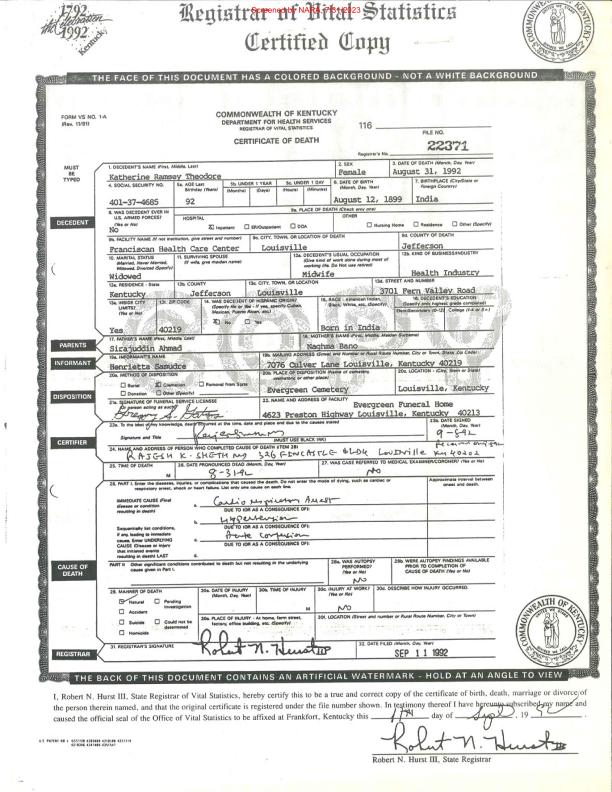 1792
The Celebration
1992
Kentucky
Registrar of Vital Statistics
Screened by NARA, 7/31/2023
Certified Copy
THE FACE OF THIS DOCUMENT HAS A COLORED BACKGROUND - NOT A WHITE BACKGROUND
FORM VS NO. 1-A
(Rev. 11/91)
COMMONWEALTH OF KENTUCKY
DEPARTMENT FOR HEALTH SERVICES
REGISTRAR OF VITAL STATISTICS
CERTIFICATE OF DEATH
116
FILE NO.
Registrar's No. 22371
MUST BE TYPED
1. DECEDENT'S NAME (First, Middle, Last) 2. SEX 3. DATE OF DEATH (Month, Day, Year)
Katherine Ramsey Theodore Female August 31, 1992
4. SOCIAL SECURITY NO. 5a. AGE Last Birthday (Years) 5b. UNDER 1 YEAR (Months) (Days) 5c. UNDER 1 DAY (Hours) (Minutes) 6. DATE OF BIRTH (Month, Day, Year) 7. BIRTHPLACE (City/State or Foreign Country)
401-37-4685 92 August 12, 1899 India
DECEDENT
8. WAS DECEDENT EVER IN U.S. ARMED FORCES? (Yes or No) 9a. PLACE OF DEATH (Check only one)
HOSPITAL OTHER
No Inpatient ER/Outpatient DOA Nursing Home Residence Other (Specify)
9b. FACILITY NAME (If not institution, give street and number) 9c. CITY, TOWN, OR LOCATION OF DEATH 9d. COUNTY OF DEATH
Franciscan Health Care Center Louisville Jefferson
10. MARITAL STATUS (Married, Never Married, Widowed, Divorced (Specify) 11. SURVIVING SPOUSE (If wife, give maiden name) 12a. DECEDENT'S USUAL OCCUPATION (Give kind of work done during most of working life. Do Not use retired) 12b. KIND OF BUSINESS/INDUSTRY
Widowed Midwife Health Industry
13a. RESIDENCE - State 13b. COUNTY 13c. CITY, TOWN, OR LOCATION 13d. STREET AND NUMBER
Kentucky Jefferson Louisville 3701 Fern Valley Road
13e. INSIDE CITY LIMITS? (Yes or No) 13f. ZIP CODE 14. WAS DECEDENT OF HISPANIC ORIGIN? (Specify No or Yes - If yes, specify Cuban, Mexican, Puerto Rican, etc.) 15. RACE - American Indian, Black, White, etc. (Specify) 16. DECEDENT'S EDUCATION (Specify only highest grade completed)
Elem/Secondary (0-12) College (1-4 or 5+)
Yes 40219 No Yes Born in India
PARENTS
17. FATHER'S NAME (First, Middle, Last) 18. MOTHER'S NAME (First, Middle, Maiden Surname)
Sirajuddin Ahmad Naghma Bano
INFORMANT
19a. INFORMANT'S NAME 19b. MAILING ADDRESS (Street and Number or Rural Route Number, City or Town, State, Zip Code)
Henrietta Samudre 7076 Culver Lane Louisville, Kentucky 40219
DISPOSITION
20a. METHOD OF DISPOSITION 20b. PLACE OF DISPOSITION (Name of cemetery, crematory or other place) 20c. LOCATION - (City, Town or State)
Burial Cremation Removal from State
Donation Other (Specify)
Evergreen Cemetery Louisville, Kentucky
21a. SIGNATURE OF FUNERAL SERVICE LICENSEE (or person acting as such) 22. NAME AND ADDRESS OF FACILITY
Evergreen Funeral Home
4623 Preston Highway Louisville, Kentucky 40213
CERTIFIER
23a. To the best of my knowledge, death occurred at the time, date and place and due to the causes stated 23b. DATE SIGNED (Month, Day, Year)
Signature and Title
(MUST USE BLACK INK)
24. NAME AND ADDRESS OF PERSON WHO COMPLETED CAUSE OF DEATH (ITEM 28)
RAJESH K. SHETH MD 326 FINCASTLE BLDG Louisville KY 40202
25. TIME OF DEATH 26. DATE PRONOUNCED DEAD (Month, Day, Year) 27. WAS CASE REFERRED TO MEDICAL EXAMINER/CORONER? (Yes or No)
M 8-31-92 NO
28. PART I. Enter the diseases, injuries, or complications that caused the death. Do not enter the mode of dying, such as cardiac or respiratory arrest, shock or heart failure. List only one cause on each line.
Approximate interval between onset and death.
IMMEDIATE CAUSE (Final disease or condition resulting in death) a. Cardio respiratory Arrest
DUE TO (OR AS A CONSEQUENCE OF):
b. Hypertension
DUE TO (OR AS A CONSEQUENCE OF):
Sequentially list conditions, if any, leading to immediate cause. Enter UNDERLYING CAUSE (Disease or injury that initiated events resulting in death) LAST
c. Acute confusion
DUE TO (OR AS A CONSEQUENCE OF):
d.
CAUSE OF DEATH
PART II Other significant conditions contributed to death but not resulting in the underlying cause given in Part I.
28a. WAS AUTOPSY PERFORMED? (Yes or No)
NO
28b. WERE AUTOPSY FINDINGS AVAILABLE PRIOR TO COMPLETION OF CAUSE OF DEATH? (Yes or No)
29. MANNER OF DEATH 30a. DATE OF INJURY (Month, Day, Year) 30b. TIME OF INJURY 30c. INJURY AT WORK? (Yes or No) 30d. DESCRIBE HOW INJURY OCCURRED.
Natural Pending Investigation
M NO
Accident
Suicide Could not be determined
Homicide
30e. PLACE OF INJURY - At home, farm street, factory, office building, etc. (Specify) 30f. LOCATION (Street and number or Rural Route Number, City or Town)
REGISTRAR
31. REGISTRAR'S SIGNATURE 32. DATE FILED (Month, Day, Year)
Robert N. Hurst III SEP 11 1992
COMMONWEALTH OF KENTUCKY
THE BACK OF THIS DOCUMENT CONTAINS AN ARTIFICIAL WATERMARK - HOLD AT AN ANGLE TO VIEW
I, Robert N. Hurst III, State Registrar of Vital Statistics, hereby certify this to be a true and correct copy of the certificate of birth, death, marriage or divorce of
the person therein named, and that the original certificate is registered under the file number shown. In testimony thereof I have hereunto subscribed my name and
caused the official seal of the Office of Vital Statistics to be affixed at Frankfort, Kentucky this 11th day of Sept, 19 92.
Robert N. Hurst III
Robert N. Hurst III, State Registrar